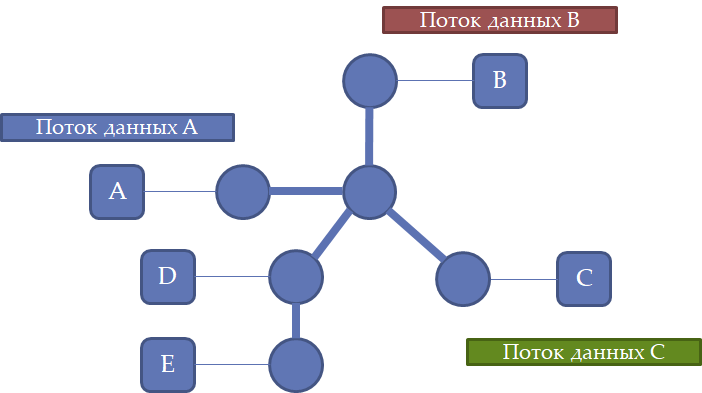 Поток данных B
B
Поток данных A
A
D
C
Поток данных C
E